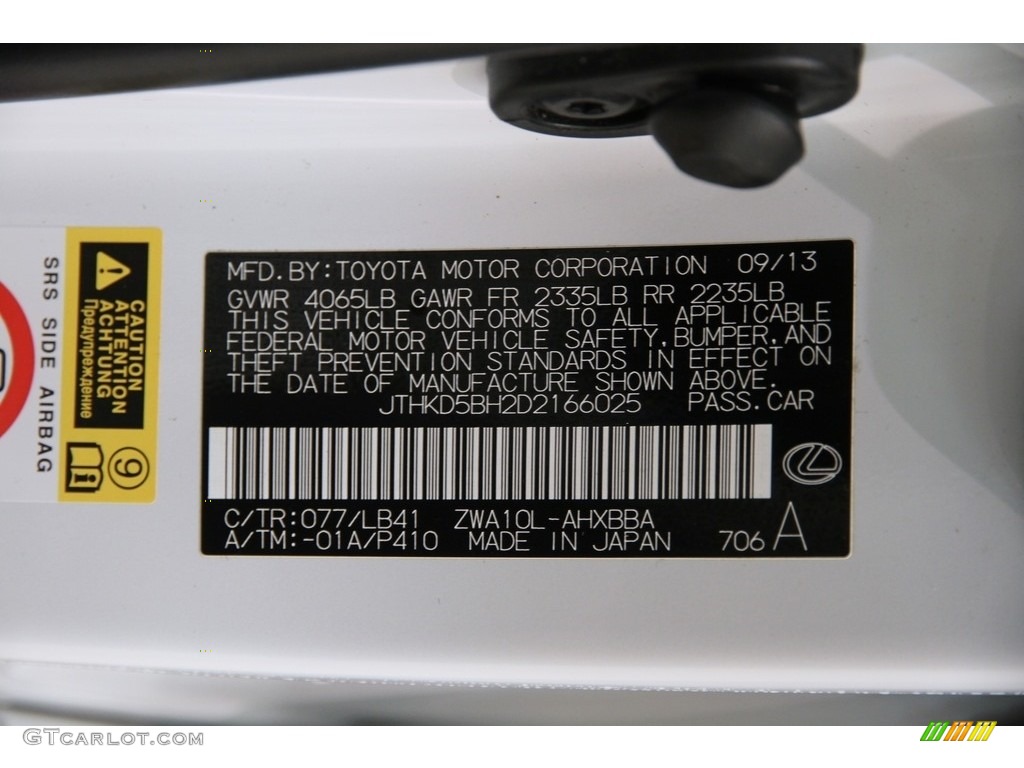 SRS SIDE AIRBAG
CAUTION
ATTENTION
ACHTUNG
Предупреждение
i
9
MFD.BY:TOYOTA MOTOR CORPORATION 09/13
GVWR 4065LB GAWR FR 2335LB RR 2235LB
THIS VEHICLE CONFORMS TO ALL APPLICABLE
FEDERAL MOTOR VEHICLE SAFETY,BUMPER,AND
THEFT PREVENTION STANDARDS IN EFFECT ON
THE DATE OF MANUFACTURE SHOWN ABOVE.
JTHKD5BH2D2166025 PASS.CAR
C/TR:077/LB41 ZWA10L-AHXBBA
A/TM:-01A/P410 MADE IN JAPAN 706 A
GTCARLOT.COM